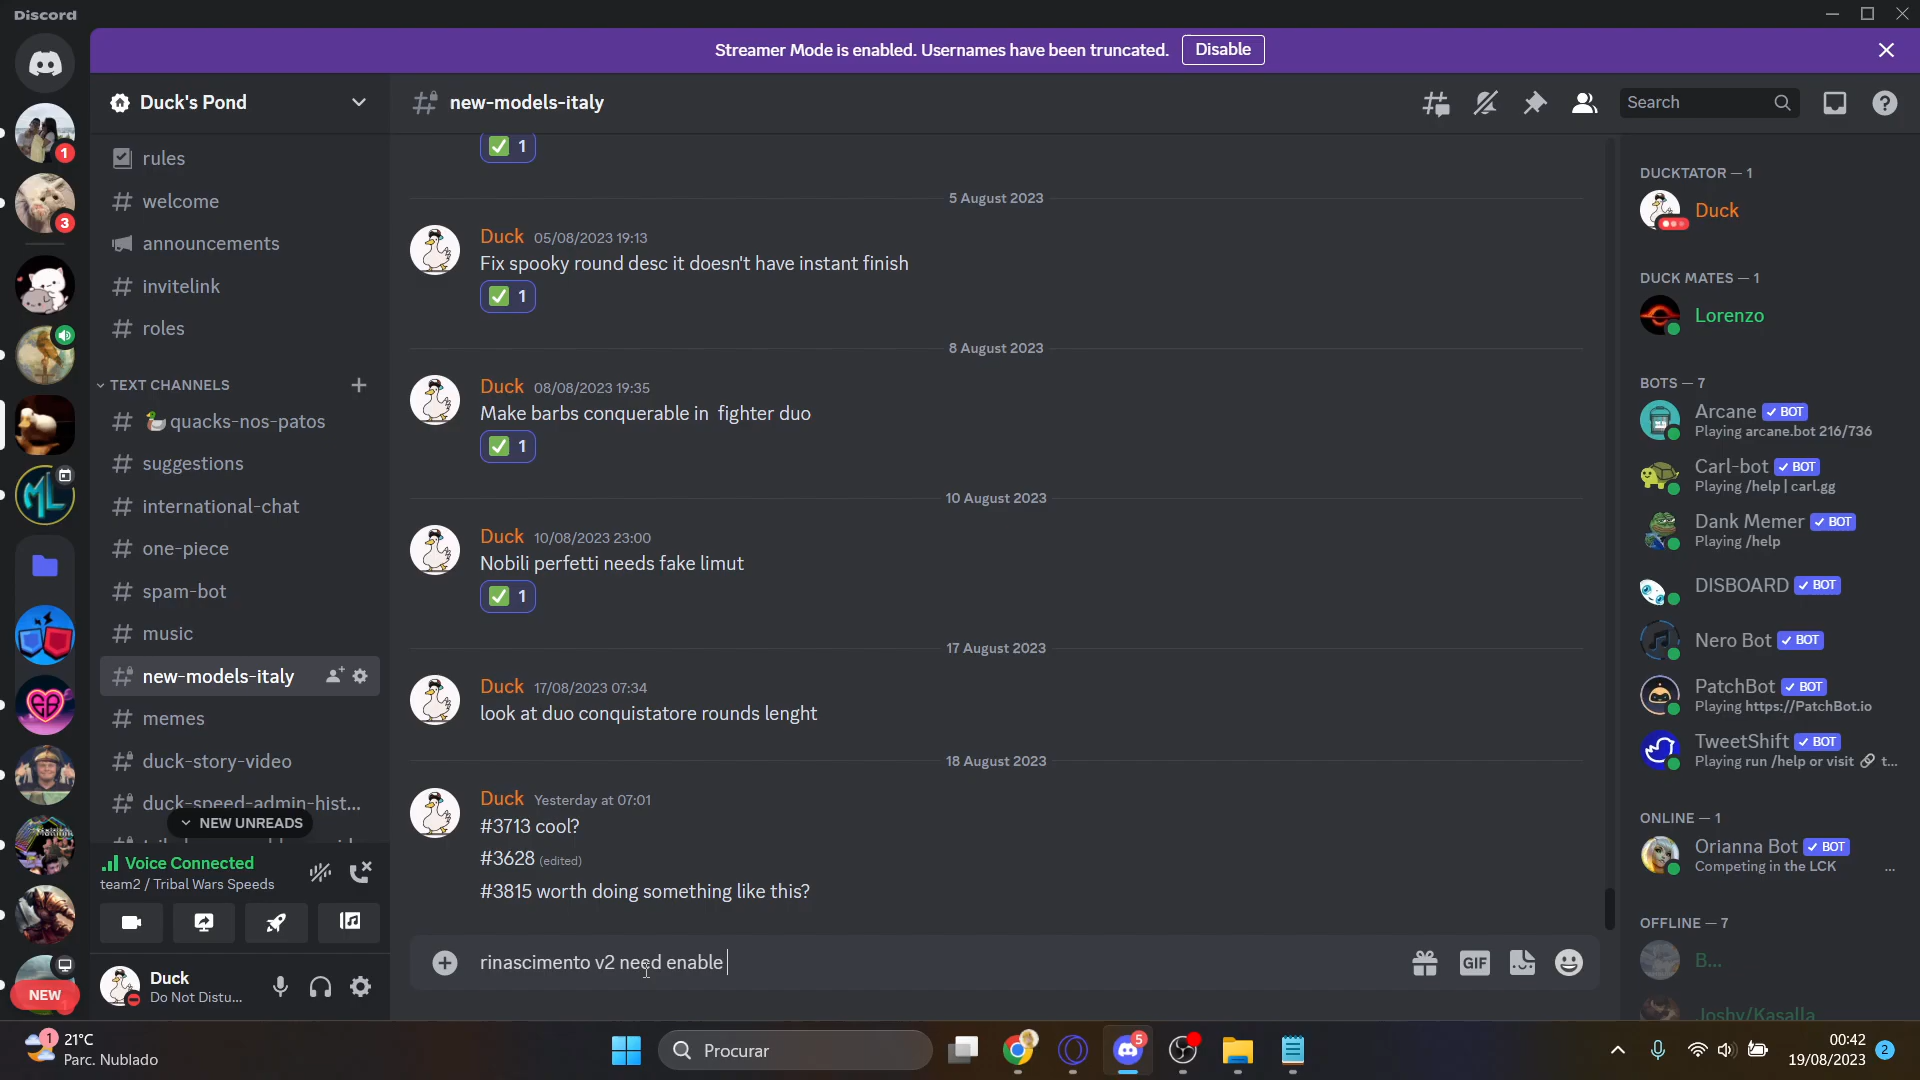 Discord
Streamer Mode is enabled. Usernames have been truncated.
Disable
Duck's Pond
new-models-italy
Search
rules
welcome
announcements
invitelink
roles
TEXT CHANNELS
quacks-nos-patos
suggestions
international-chat
one-piece
spam-bot
music
new-models-italy
memes
duck-story-video
duck-speed-admin-hist...
NEW UNREADS
Voice Connected
team2 / Tribal Wars Speeds
Duck
Do Not Distu...
1
3
NEW
1
5 August 2023
Duck 05/08/2023 19:13
Fix spooky round desc it doesn't have instant finish
1
8 August 2023
Duck 08/08/2023 19:35
Make barbs conquerable in fighter duo
1
10 August 2023
Duck 10/08/2023 23:00
Nobili perfetti needs fake limut
1
17 August 2023
Duck 17/08/2023 07:34
look at duo conquistatore rounds lenght
18 August 2023
Duck Yesterday at 07:01
#3713 cool?
#3628 (edited)
#3815 worth doing something like this?
rinascimento v2 need enable
GIF
DUCKTATOR — 1
Duck
DUCK MATES — 1
Lorenzo
BOTS — 7
Arcane BOT
Playing arcane.bot 216/736
Carl-bot BOT
Playing /help | carl.gg
Dank Memer BOT
Playing /help
DISBOARD BOT
Nero Bot BOT
PatchBot BOT
Playing https://PatchBot.io
TweetShift BOT
Playing run /help or visit t...
ONLINE — 1
Orianna Bot BOT
Competing in the LCK ...
OFFLINE — 7
B...
Joshy/Kasalla
1
21°C
Parc. Nublado
Procurar
5
00:42
19/08/2023
2